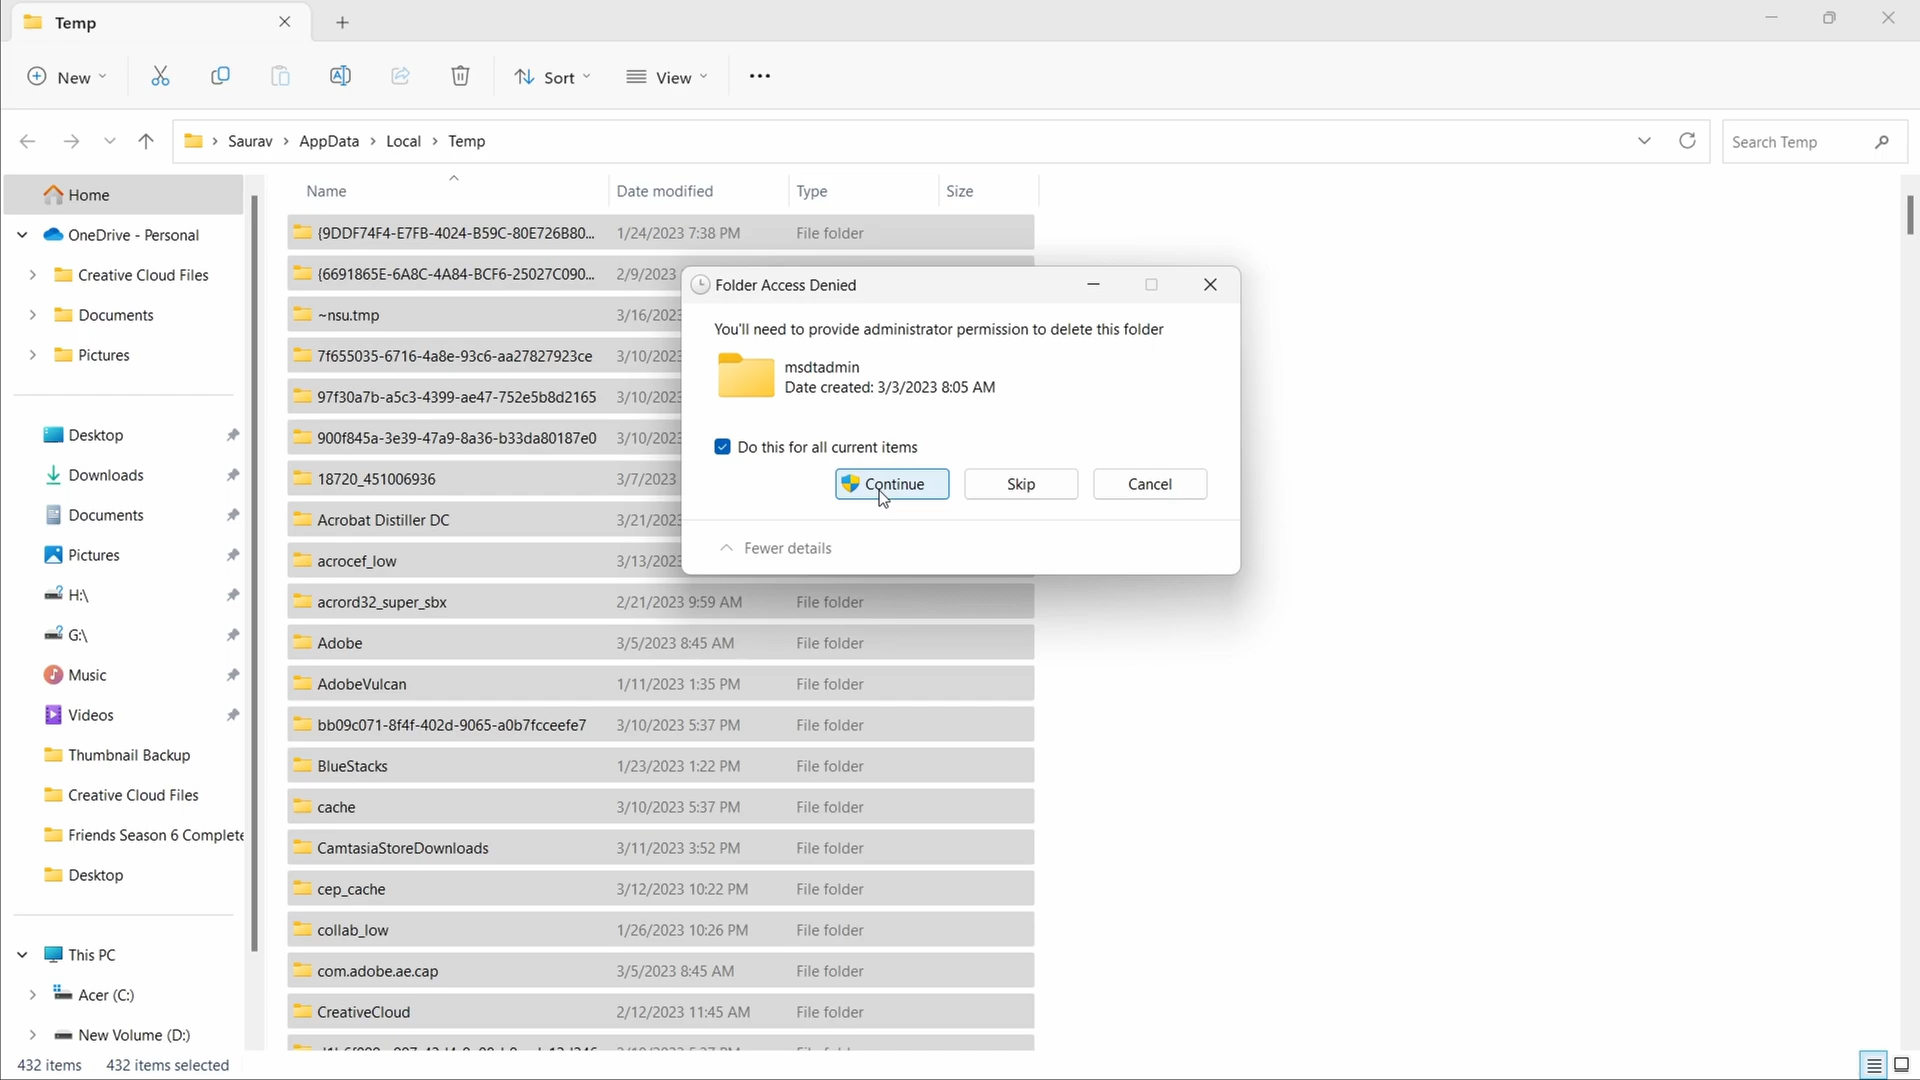 Temp
New
Sort
View
Saurav > AppData > Local > Temp
Search Temp
Name
Date modified
Type
Size
Home
OneDrive - Personal
Creative Cloud Files
Documents
Pictures
Desktop
Downloads
Documents
Pictures
H:\
G:\
Music
Videos
Thumbnail Backup
Creative Cloud Files
Friends Season 6 Complete
Desktop
This PC
Acer (C:)
New Volume (D:)
{9DDF74F4-E7FB-4024-B59C-80E726B80... 1/24/2023 7:38 PM File folder
{6691865E-6A8C-4A84-BCF6-25027C090... 2/9/2023
~nsu.tmp 3/16/2023
7f655035-6716-4a8e-93c6-aa27827923ce 3/10/2023
97f30a7b-a5c3-4399-ae47-752e5b8d2165 3/10/2023
900f845a-3e39-47a9-8a36-b33da80187e0 3/10/2023
18720_451006936 3/7/2023
Acrobat Distiller DC 3/21/2023
acrocef_low 3/13/2023
acrord32_super_sbx 2/21/2023 9:59 AM File folder
Adobe 3/5/2023 8:45 AM File folder
AdobeVulcan 1/11/2023 1:35 PM File folder
bb09c071-8f4f-402d-9065-a0b7fcceefe7 3/10/2023 5:37 PM File folder
BlueStacks 1/23/2023 1:22 PM File folder
cache 3/10/2023 5:37 PM File folder
CamtasiaStoreDownloads 3/11/2023 3:52 PM File folder
cep_cache 3/12/2023 10:22 PM File folder
collab_low 1/26/2023 10:26 PM File folder
com.adobe.ae.cap 3/5/2023 8:45 AM File folder
CreativeCloud 2/12/2023 11:45 AM File folder
Folder Access Denied
You'll need to provide administrator permission to delete this folder
msdtadmin
Date created: 3/3/2023 8:05 AM
Do this for all current items
Continue
Skip
Cancel
Fewer details
432 items
432 items selected